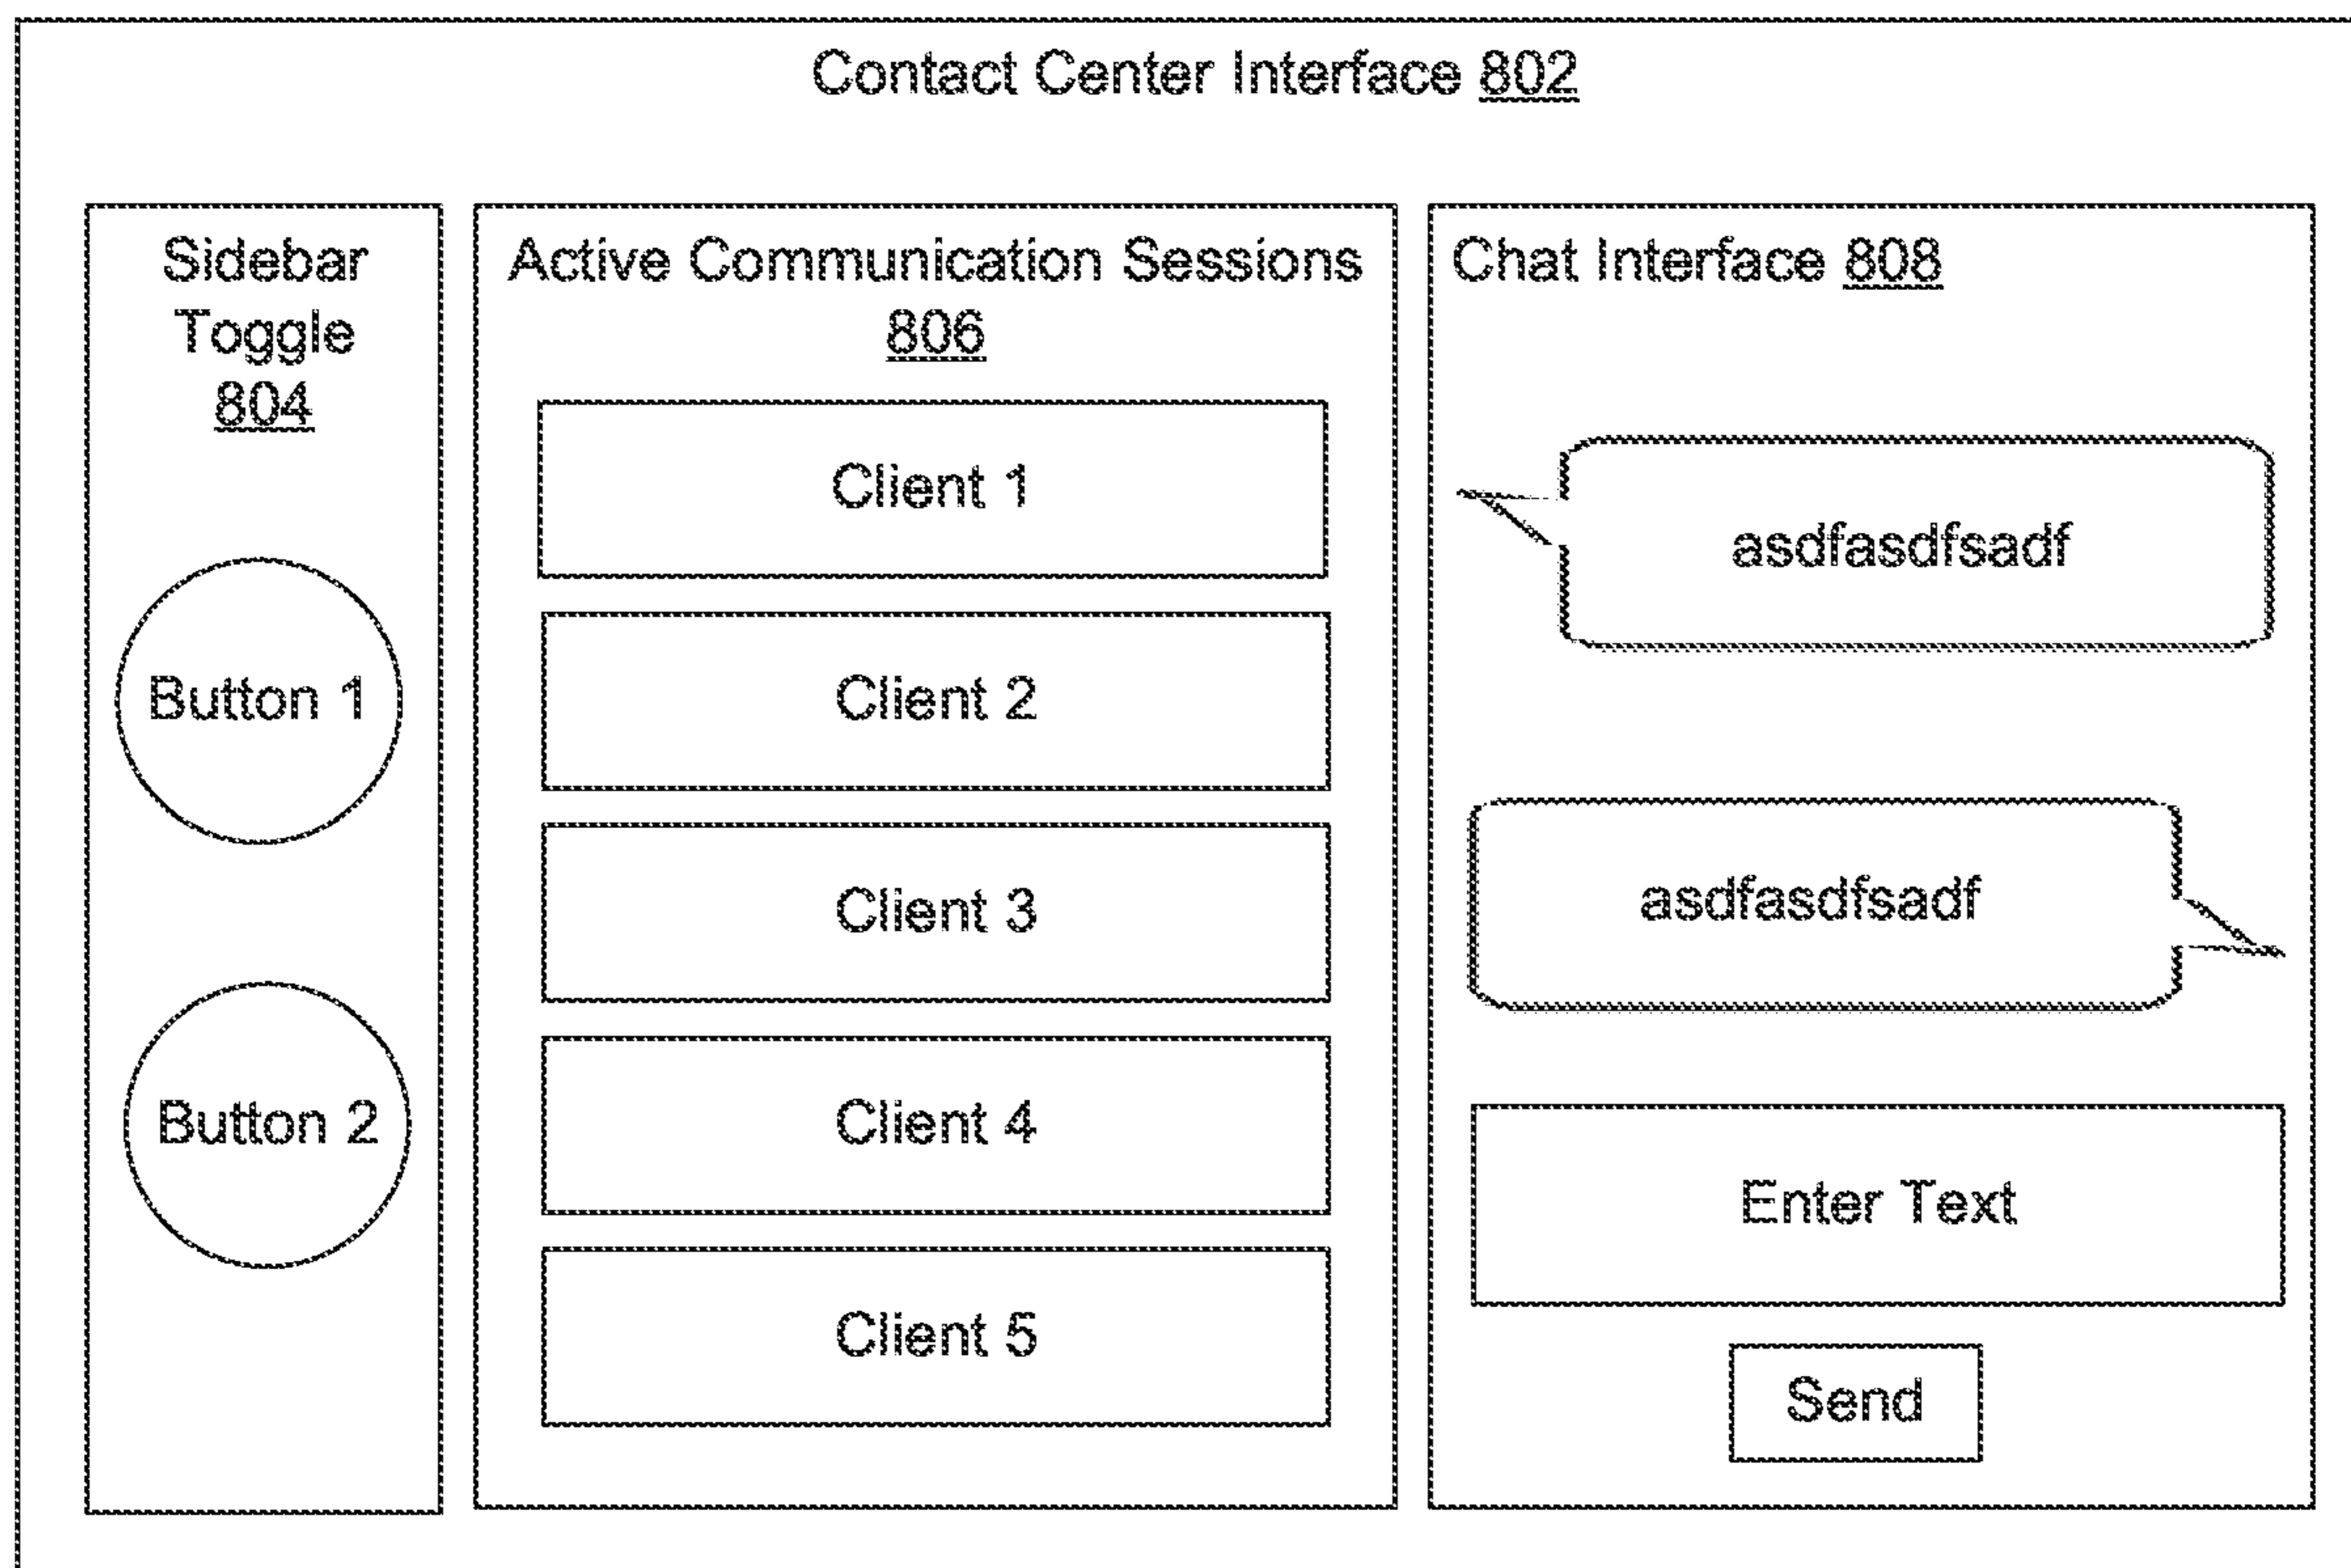 Contact Center Interface 802
Sidebar
Toggle
804
Button 1
Button 2
Active Communication Sessions
806
Client 1
Client 2
Client 3
Client 4
Client 5
Chat Interface 808
asdfasdfsadf
asdfasdfsadf
Enter Text
Send